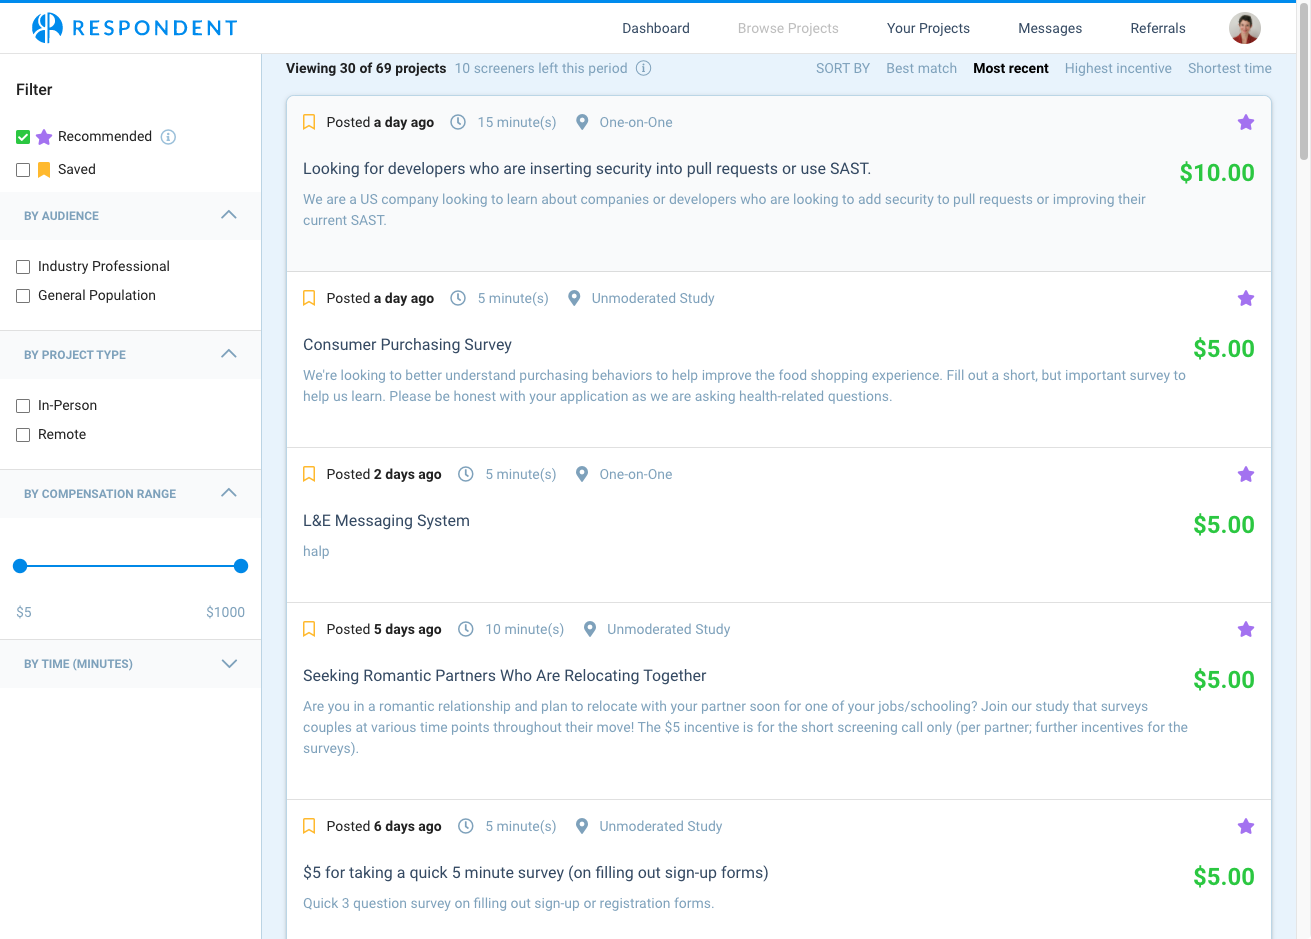 RESPONDENT
Dashboard
Browse Projects
Your Projects
Messages
Referrals
Filter
Recommended
Saved
BY AUDIENCE
Industry Professional
General Population
BY PROJECT TYPE
In-Person
Remote
BY COMPENSATION RANGE
$5
$1000
BY TIME (MINUTES)
Viewing 30 of 69 projects 10 screeners left this period
SORT BY Best match Most recent Highest incentive Shortest time
Posted a day ago 15 minute(s) One-on-One
Looking for developers who are inserting security into pull requests or use SAST.
$10.00
We are a US company looking to learn about companies or developers who are looking to add security to pull requests or improving their
current SAST.
Posted a day ago 5 minute(s) Unmoderated Study
Consumer Purchasing Survey
$5.00
We're looking to better understand purchasing behaviors to help improve the food shopping experience. Fill out a short, but important survey to
help us learn. Please be honest with your application as we are asking health-related questions.
Posted 2 days ago 5 minute(s) One-on-One
L&E Messaging System
$5.00
halp
Posted 5 days ago 10 minute(s) Unmoderated Study
Seeking Romantic Partners Who Are Relocating Together
$5.00
Are you in a romantic relationship and plan to relocate with your partner soon for one of your jobs/schooling? Join our study that surveys
couples at various time points throughout their move! The $5 incentive is for the short screening call only (per partner; further incentives for the
surveys).
Posted 6 days ago 5 minute(s) Unmoderated Study
$5 for taking a quick 5 minute survey (on filling out sign-up forms)
$5.00
Quick 3 question survey on filling out sign-up or registration forms.